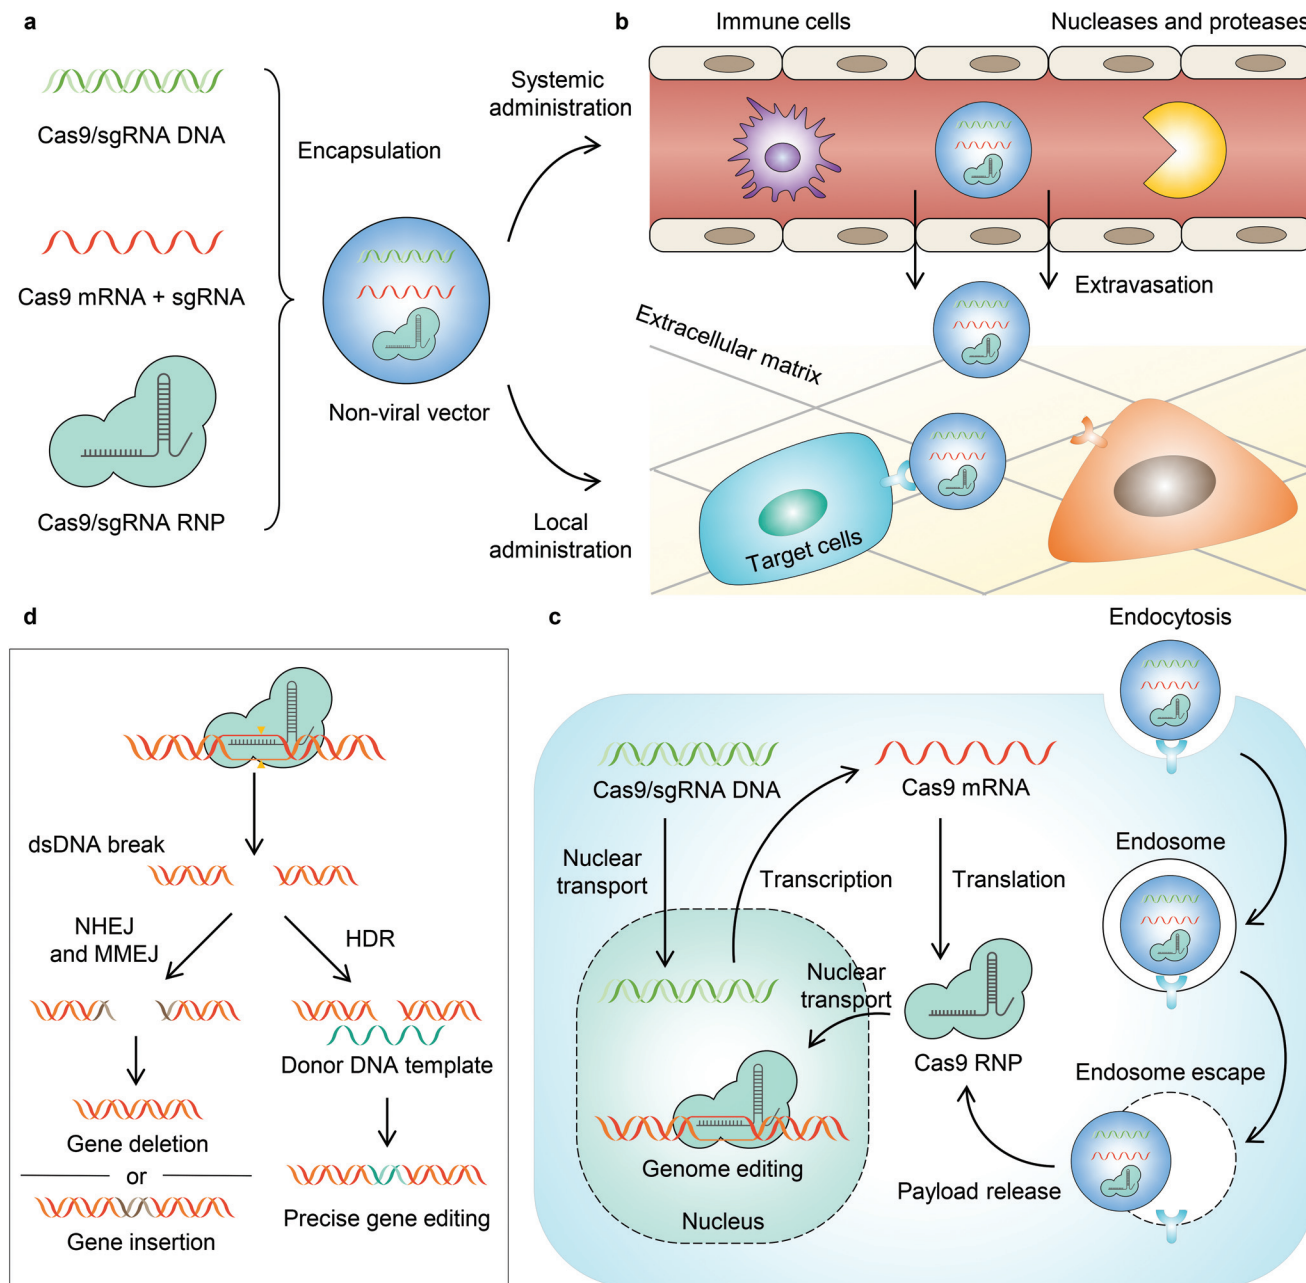 a
Cas9/sgRNA DNA
Cas9 mRNA + sgRNA
Cas9/sgRNA RNP
Encapsulation
Non-viral vector
Systemic
administration
Local
administration
b
Immune cells
Nucleases and proteases
Extravasation
Extracellular matrix
Target cells
d
dsDNA break
NHEJ
and MMEJ
HDR
Donor DNA template
Gene deletion
or
Gene insertion
Precise gene editing
c
Endocytosis
Cas9/sgRNA DNA
Cas9 mRNA
Nuclear
transport
Transcription
Translation
Endosome
Nuclear
transport
Cas9 RNP
Endosome escape
Genome editing
Payload release
Nucleus